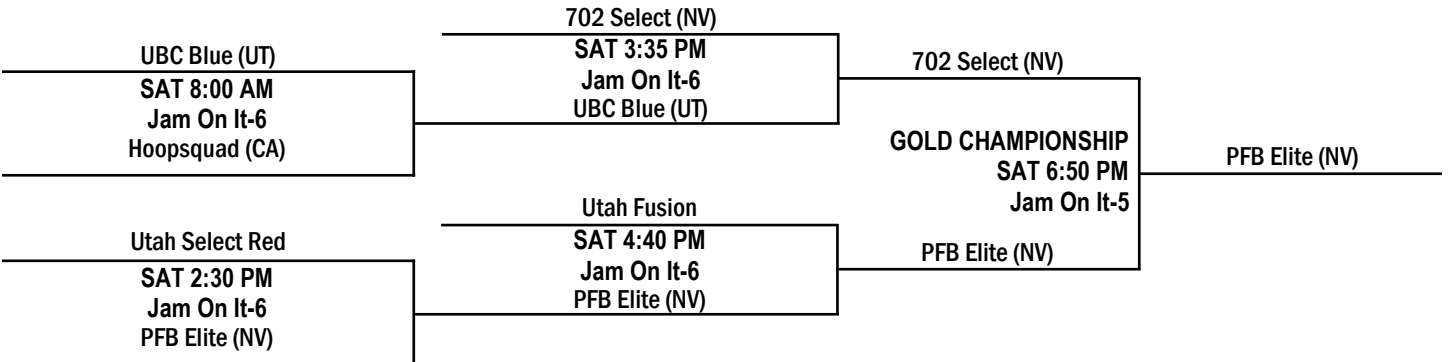 702 Select (NV)
UBC Blue (UT)
SAT 3:35 PM
702 Select (NV)
SAT 8:00 AM
Jam On It-6
Jam On It-6
UBC Blue (UT)
Hoopsquad (CA)
GOLD CHAMPIONSHIP
PFB Elite (NV)
SAT 6:50 PM
Jam On It-5
Utah Fusion
Utah Select Red
SAT 4:40 PM
PFB Elite (NV)
SAT 2:30 PM
Jam On It-6
Jam On It-6
PFB Elite (NV)
PFB Elite (NV)